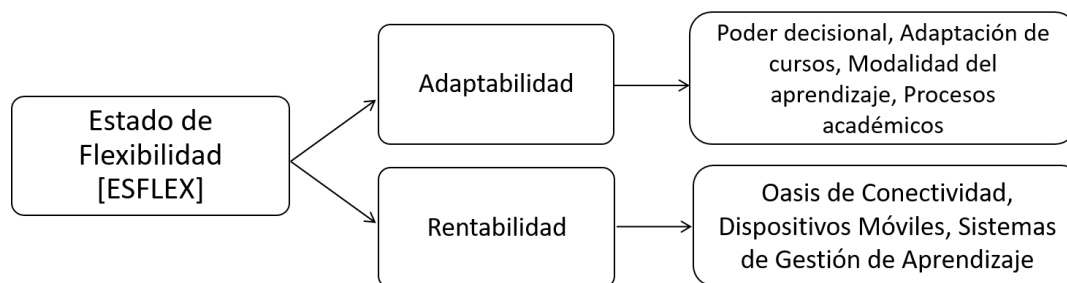 Estado de
Flexibilidad
[ESFLEX]
Adaptabilidad
Poder decisional, Adaptación de
cursos, Modalidad del
aprendizaje, Procesos
académicos
Rentabilidad
Oasis de Conectividad,
Dispositivos Móviles, Sistemas
de Gestión de Aprendizaje